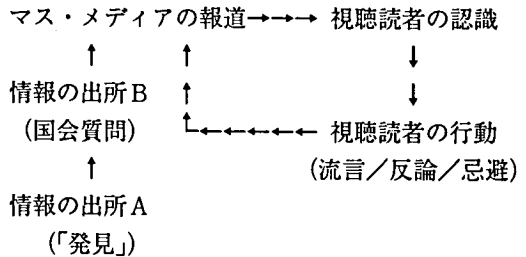 マス・メディアの報道→→→ 視聴読者の認識
↑ ↑ ↓
情報の出所B ↑ ↓
(国会質問) ↑←←←←← 視聴読者の行動
↑ (流言/反論/忌避)
情報の出所A
(「発見」)